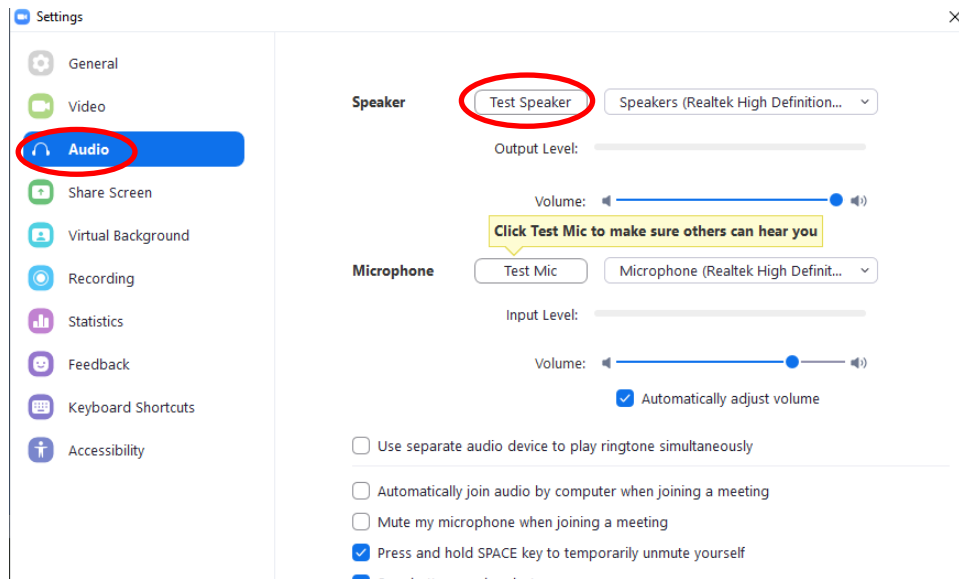 Settings
General
Video
Audio
Share Screen
Virtual Background
Recording
Statistics
Feedback
Keyboard Shortcuts
Accessibility
Speaker
Test Speaker
Speakers (Realtek High Definition...
Output Level:
Volume:
Click Test Mic to make sure others can hear you
Microphone
Test Mic
Microphone (Realtek High Definit...
Input Level:
Volume:
Automatically adjust volume
Use separate audio device to play ringtone simultaneously
Automatically join audio by computer when joining a meeting
Mute my microphone when joining a meeting
Press and hold SPACE key to temporarily unmute yourself